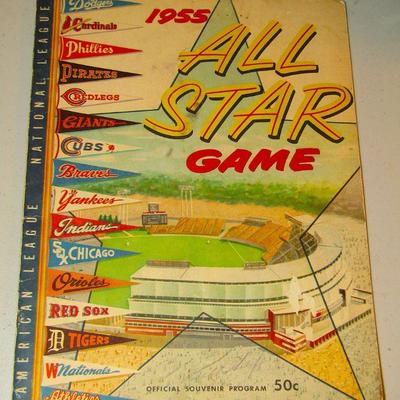 1955
ALL
STAR
GAME
NATIONAL LEAGUE
AMERICAN LEAGUE
Dodgers
Cardinals
Phillies
PIRATES
REDLEGS
GIANTS
CUBS
Braves
Yankees
Indians
SOX CHICAGO
Orioles
RED SOX
D TIGERS
W Nationals
Athletics
OFFICIAL SOUVENIR PROGRAM 50c